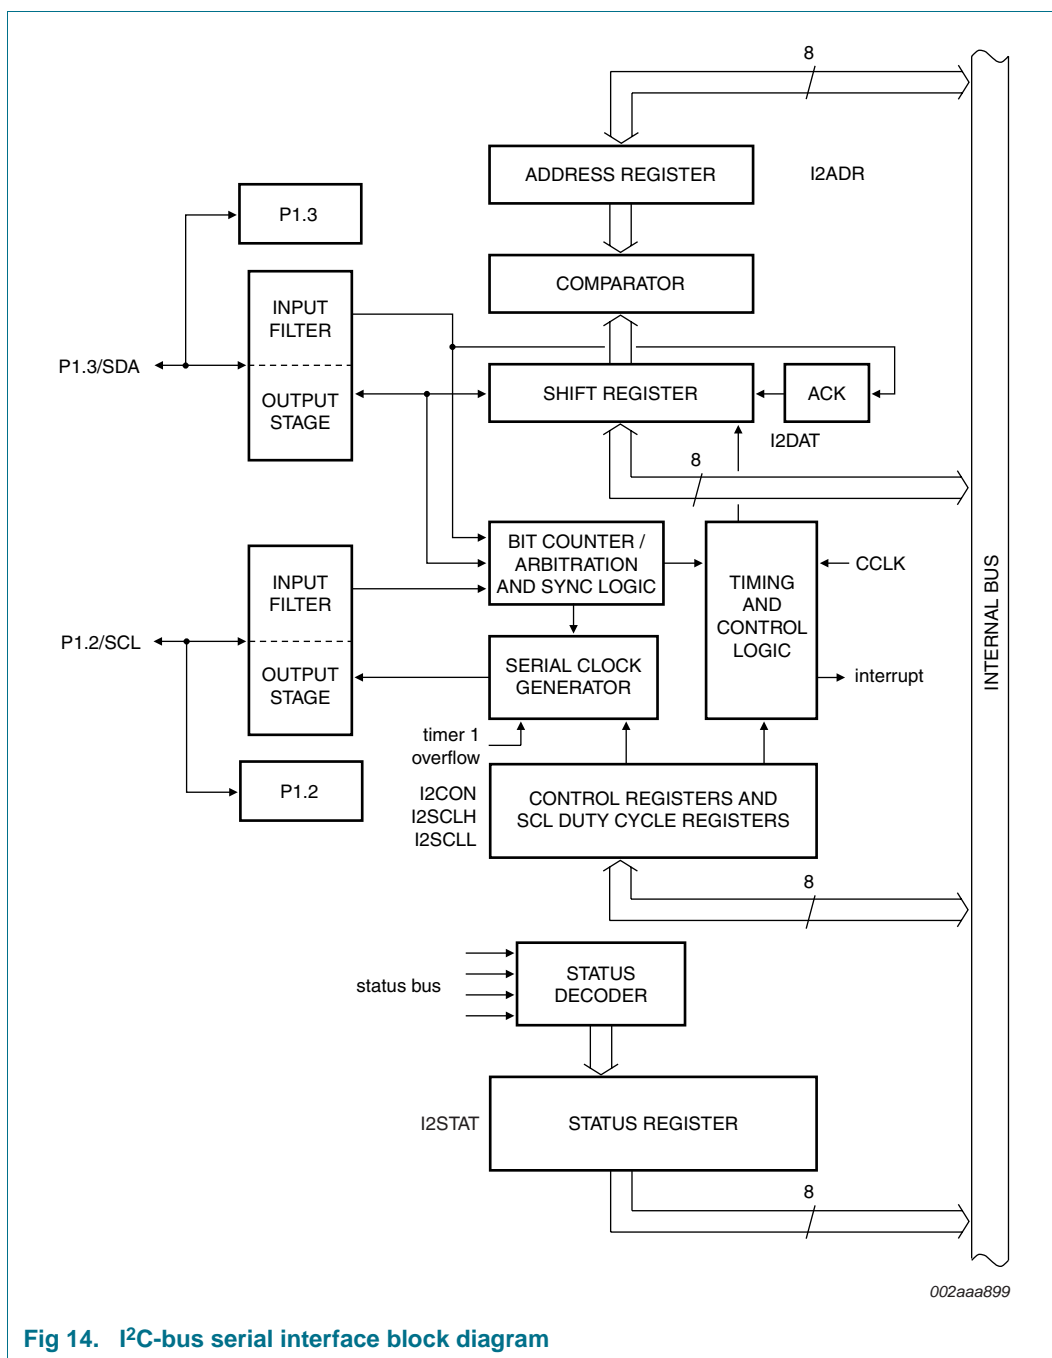 8
ADDRESS REGISTER
I2ADR
P1.3
COMPARATOR
INPUT
FILTER
P1.3/SDA
OUTPUT
STAGE
SHIFT REGISTER
ACK
I2DAT
8
BIT COUNTER /
ARBITRATION
AND SYNC LOGIC
INPUT
FILTER
TIMING
AND
CONTROL
LOGIC
CCLK
INTERNAL BUS
P1.2/SCL
OUTPUT
STAGE
SERIAL CLOCK
GENERATOR
interrupt
timer 1
overflow
P1.2
I2CON
I2SCLH
I2SCLL
CONTROL REGISTERS AND
SCL DUTY CYCLE REGISTERS
8
status bus
STATUS
DECODER
I2STAT
STATUS REGISTER
8
002aaa899
Fig 14. I²C-bus serial interface block diagram